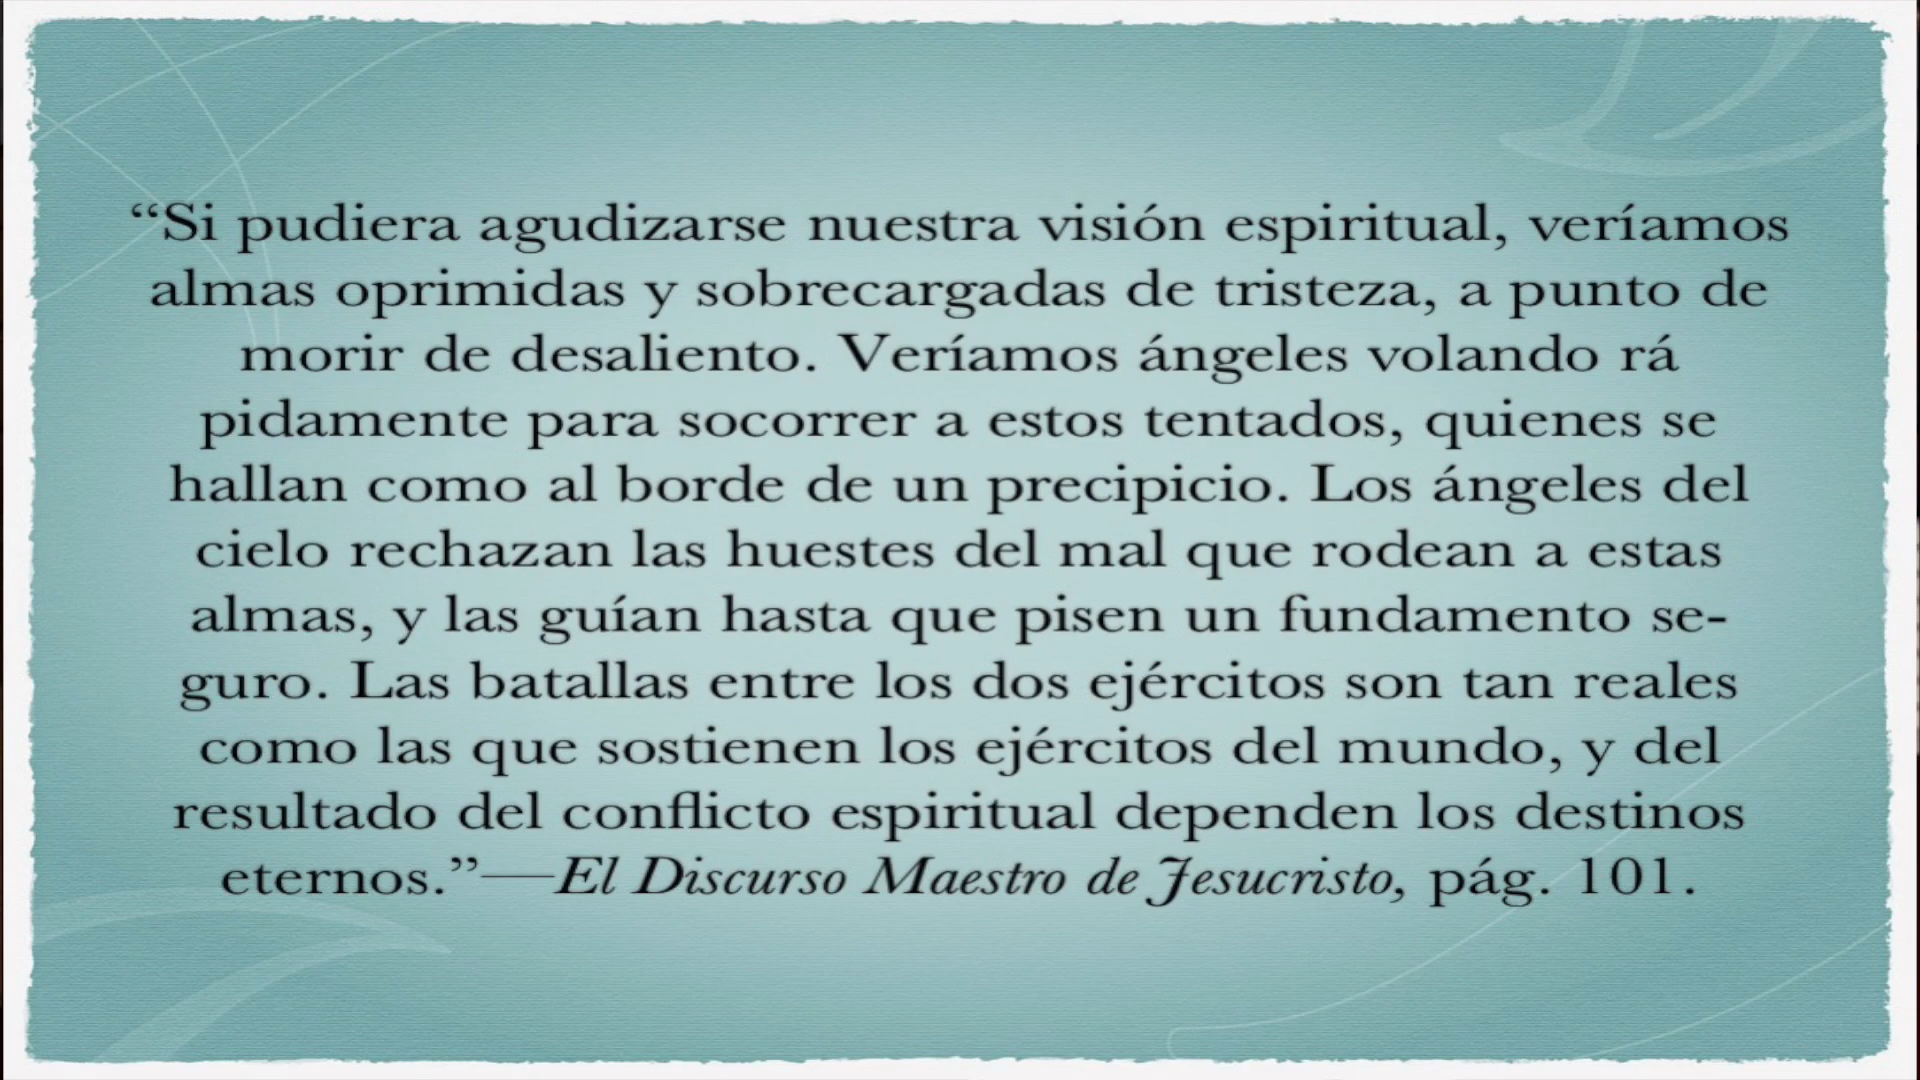 “Si pudiera agudizarse nuestra visión espiritual, veríamos
almas oprimidas y sobrecargadas de tristeza, a punto de
morir de desaliento. Veríamos ángeles volando rá
pidamente para socorrer a estos tentados, quienes se
hallan como al borde de un precipicio. Los ángeles del
cielo rechazan las huestes del mal que rodean a estas
almas, y las guían hasta que pisen un fundamento se-
guro. Las batallas entre los dos ejércitos son tan reales
como las que sostienen los ejércitos del mundo, y del
resultado del conflicto espiritual dependen los destinos
eternos.”—El Discurso Maestro de Jesucristo, pág. 101.